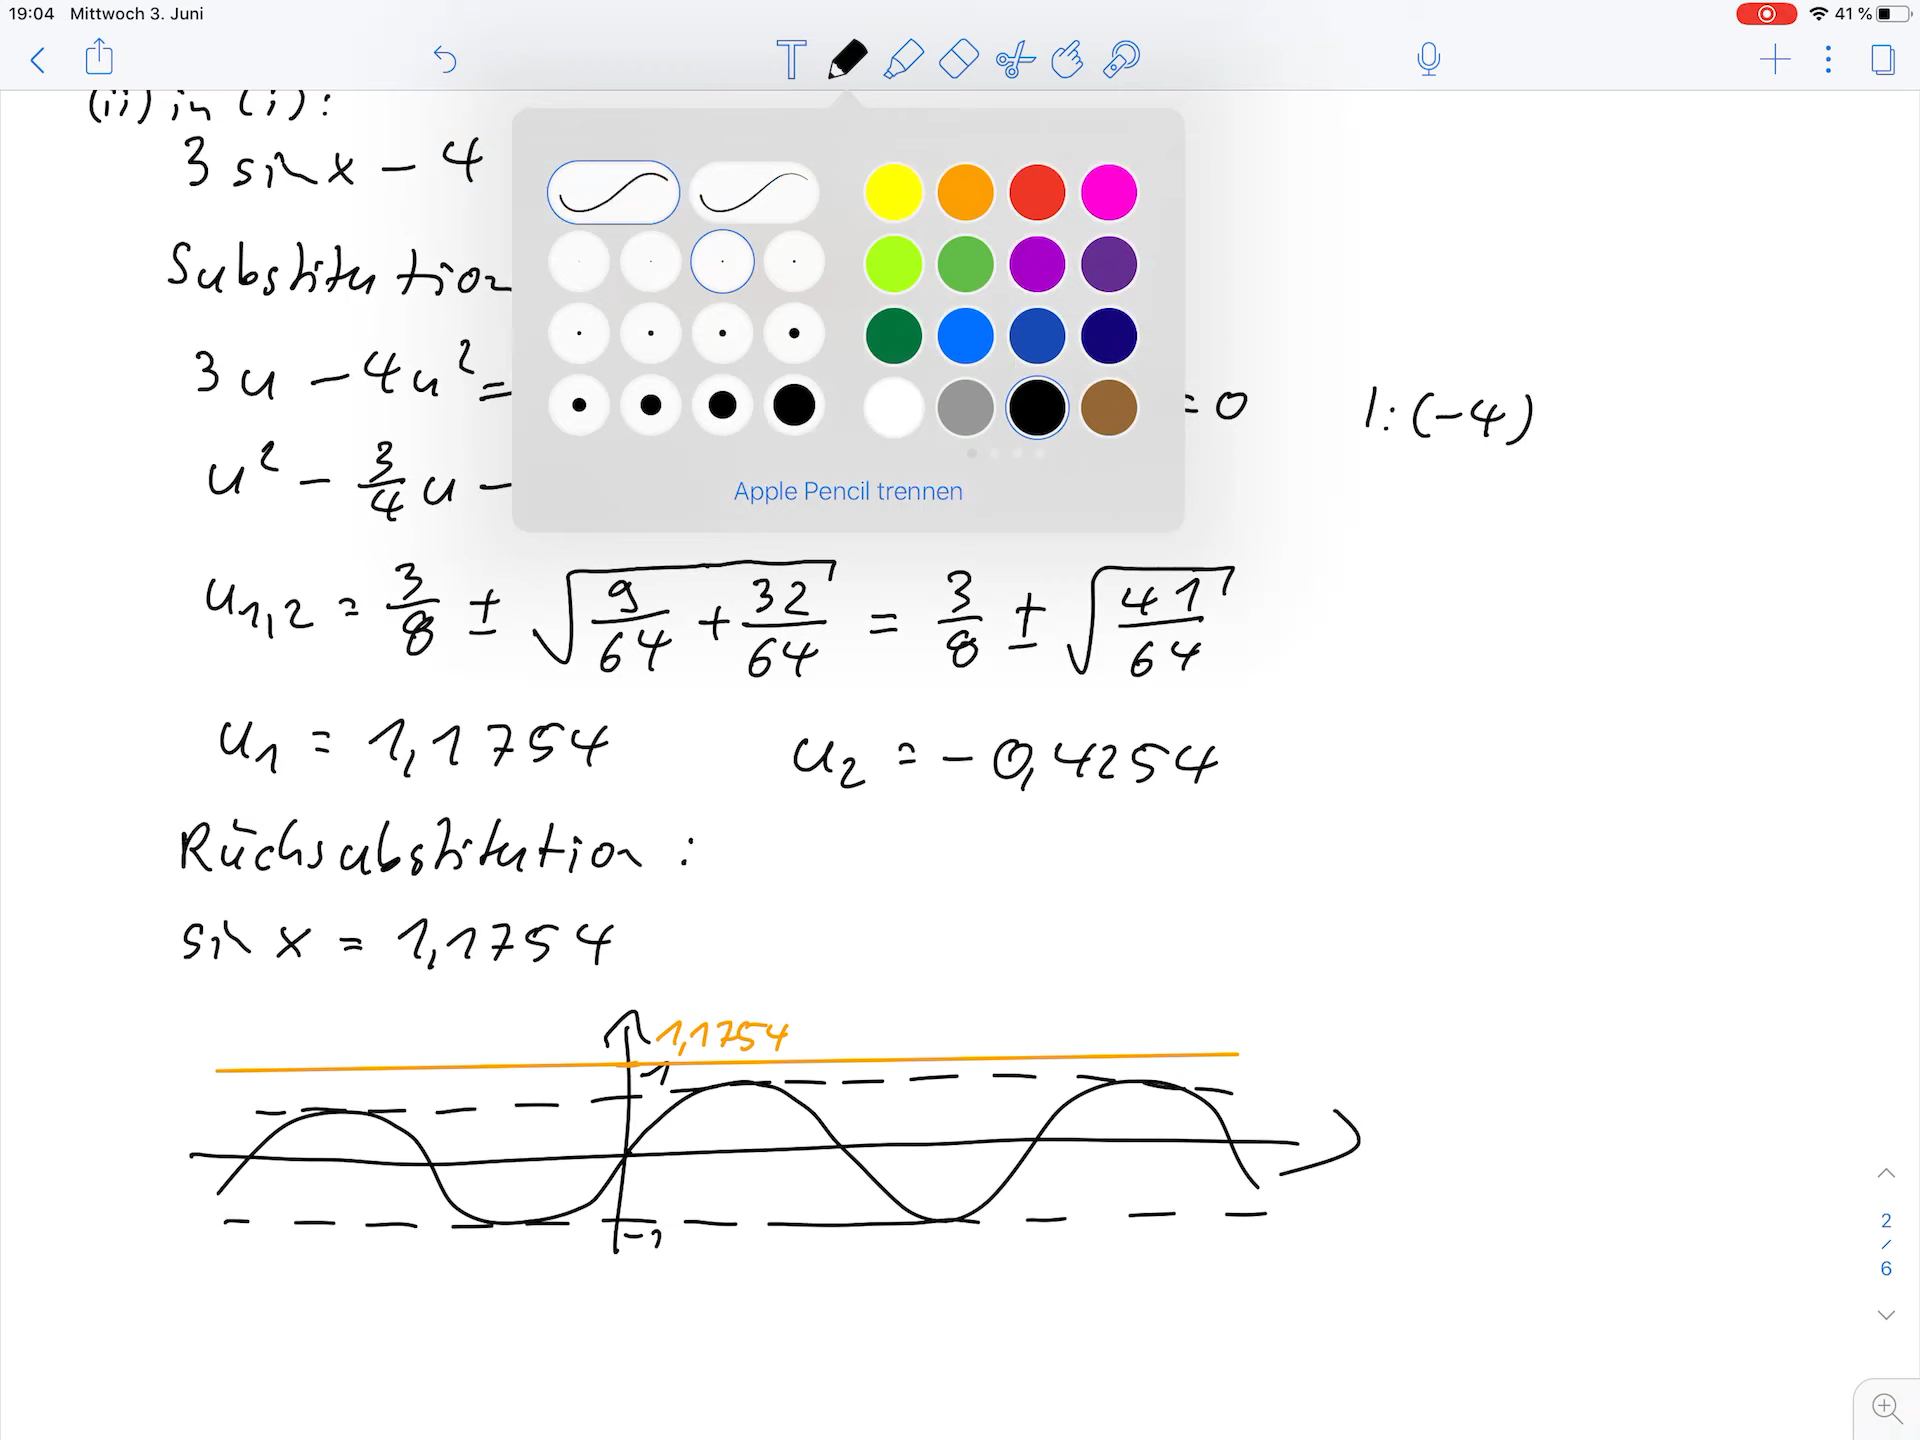 19:04 Mittwoch 3. Juni 41 %
T
(ii) in (i):
3 sin x − 4
Substitution
3u − 4u² = = 0 |:(−4)
u² − 3/4 u −
Apple Pencil trennen
u1,2 = 3/8 ± √(9/64 + 32/64) = 3/8 ± √(41/64)
u1 = 1,1754 u2 = −0,4254
Rücksubstitution :
sin x = 1,1754
1,1754
1
−1
2
/
6